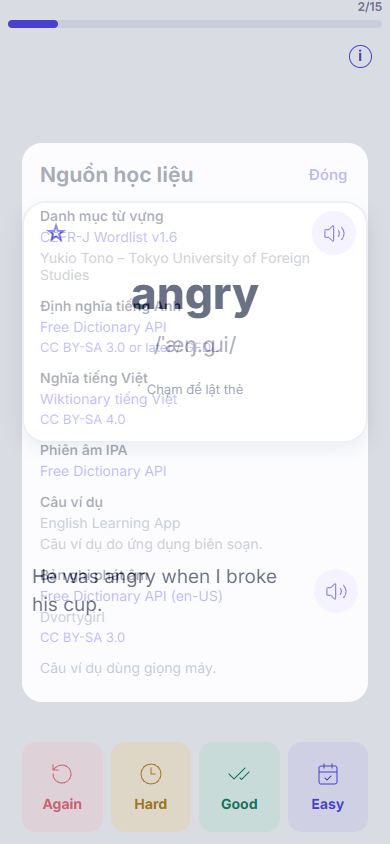 2/15
Nguồn học liệu
Đóng
Danh mục từ vựng
CEFR-J Wordlist v1.6
Yukio Tono – Tokyo University of Foreign
Studies
angry
Định nghĩa tiếng Anh
Free Dictionary API
CC BY-SA 3.0 or later / GFDL
Nghĩa tiếng Việt
Chạm để lật thẻ
Wiktionary tiếng Việt
CC BY-SA 4.0
Phiên âm IPA
Free Dictionary API
Câu ví dụ
English Learning App
Câu ví dụ do ứng dụng biên soạn.
He was angry when I broke
his cup.
Bản ghi phát âm
Free Dictionary API (en-US)
Dvortygirl
CC BY-SA 3.0
Câu ví dụ dùng giọng máy.
Again
Hard
Good
Easy